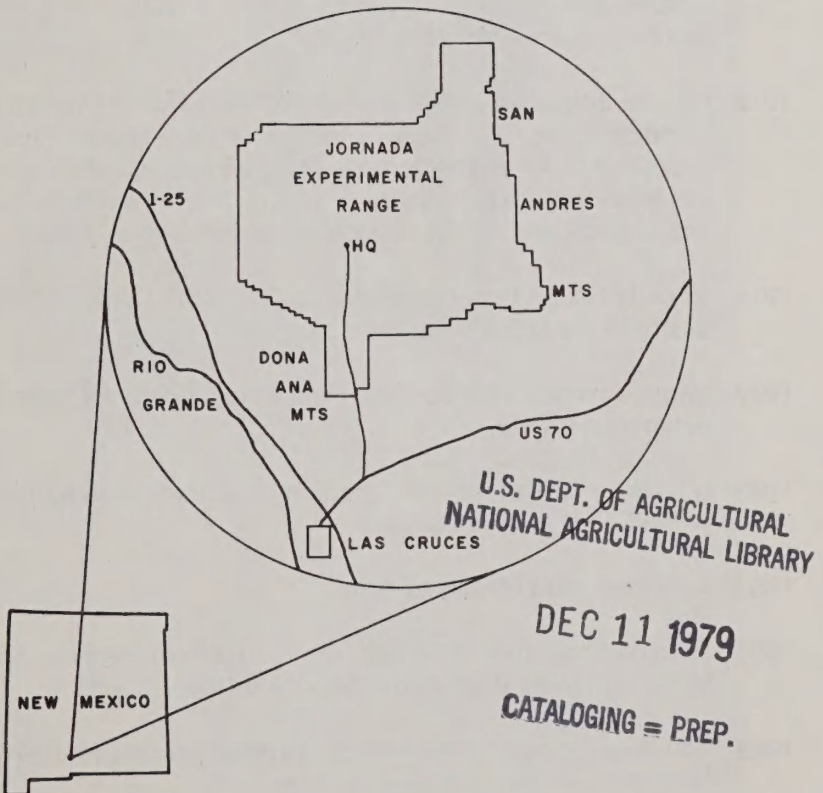 SAN
JORNADA
EXPERIMENTAL
RANGE
ANDRES
I-25
HQ
MTS
DONA
ANA
MTS
RIO
GRANDE
US 70
LAS CRUCES
U.S. DEPT. OF AGRICULTURAL
NATIONAL AGRICULTURAL LIBRARY
DEC 11 1979
CATALOGING = PREP.
NEW MEXICO